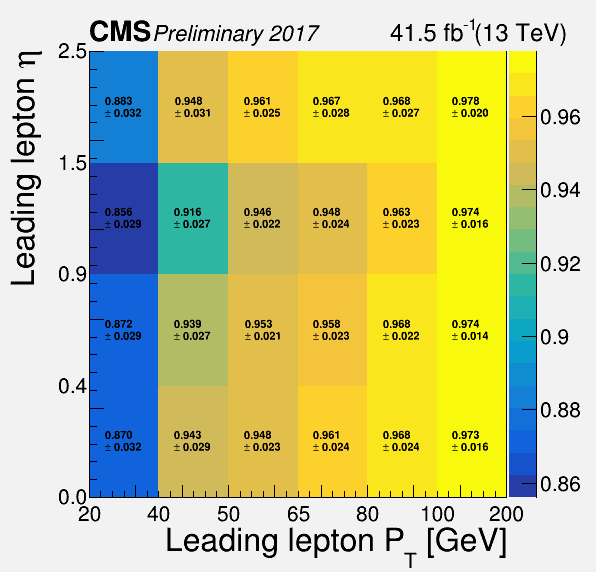 CMS Preliminary 2017 41.5 fb⁻¹(13 TeV)
Leading lepton η
2.5
0.883 0.948 0.961 0.967 0.968 0.978
± 0.032 ± 0.031 ± 0.025 ± 0.028 ± 0.027 ± 0.020
0.96
1.5
0.94
0.856 0.916 0.946 0.948 0.963 0.974
± 0.029 ± 0.027 ± 0.022 ± 0.024 ± 0.023 ± 0.016
0.92
0.9
0.872 0.939 0.953 0.958 0.968 0.974
± 0.029 ± 0.027 ± 0.021 ± 0.023 ± 0.022 ± 0.014
0.9
0.4
0.88
0.870 0.943 0.948 0.961 0.968 0.973
± 0.032 ± 0.029 ± 0.023 ± 0.024 ± 0.024 ± 0.016
0.86
0.0
20 40 50 65 80 100 200
Leading lepton P_T [GeV]